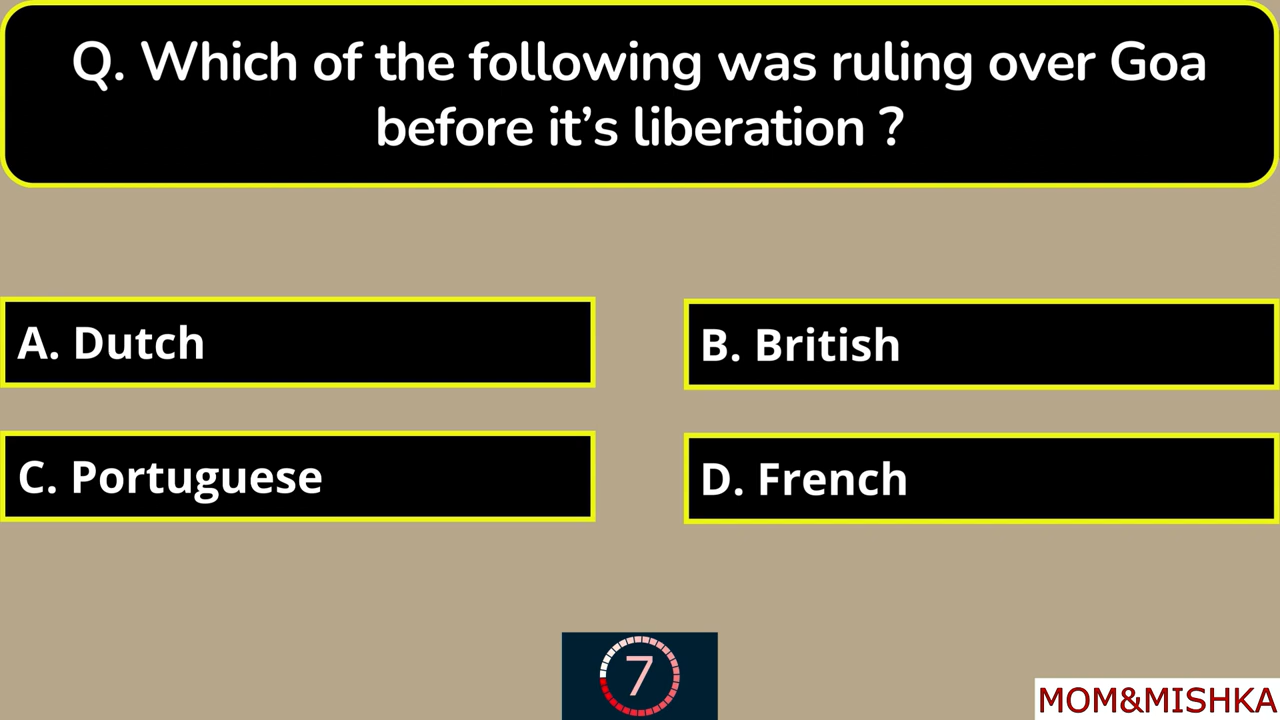 Q. Which of the following was ruling over Goa
before it’s liberation ?
A. Dutch
B. British
C. Portuguese
D. French
7
MOM&MISHKA